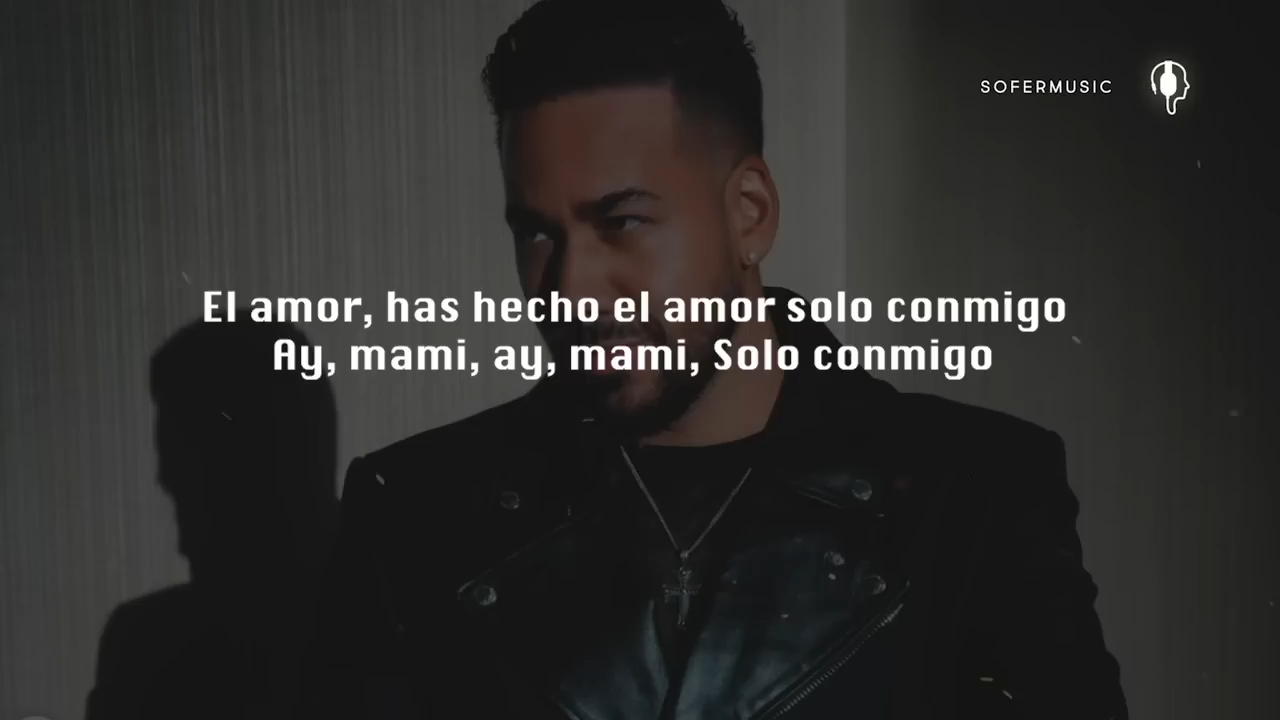 SOFERMUSIC
El amor, has hecho el amor solo conmigo
Ay, mami, ay, mami, Solo conmigo